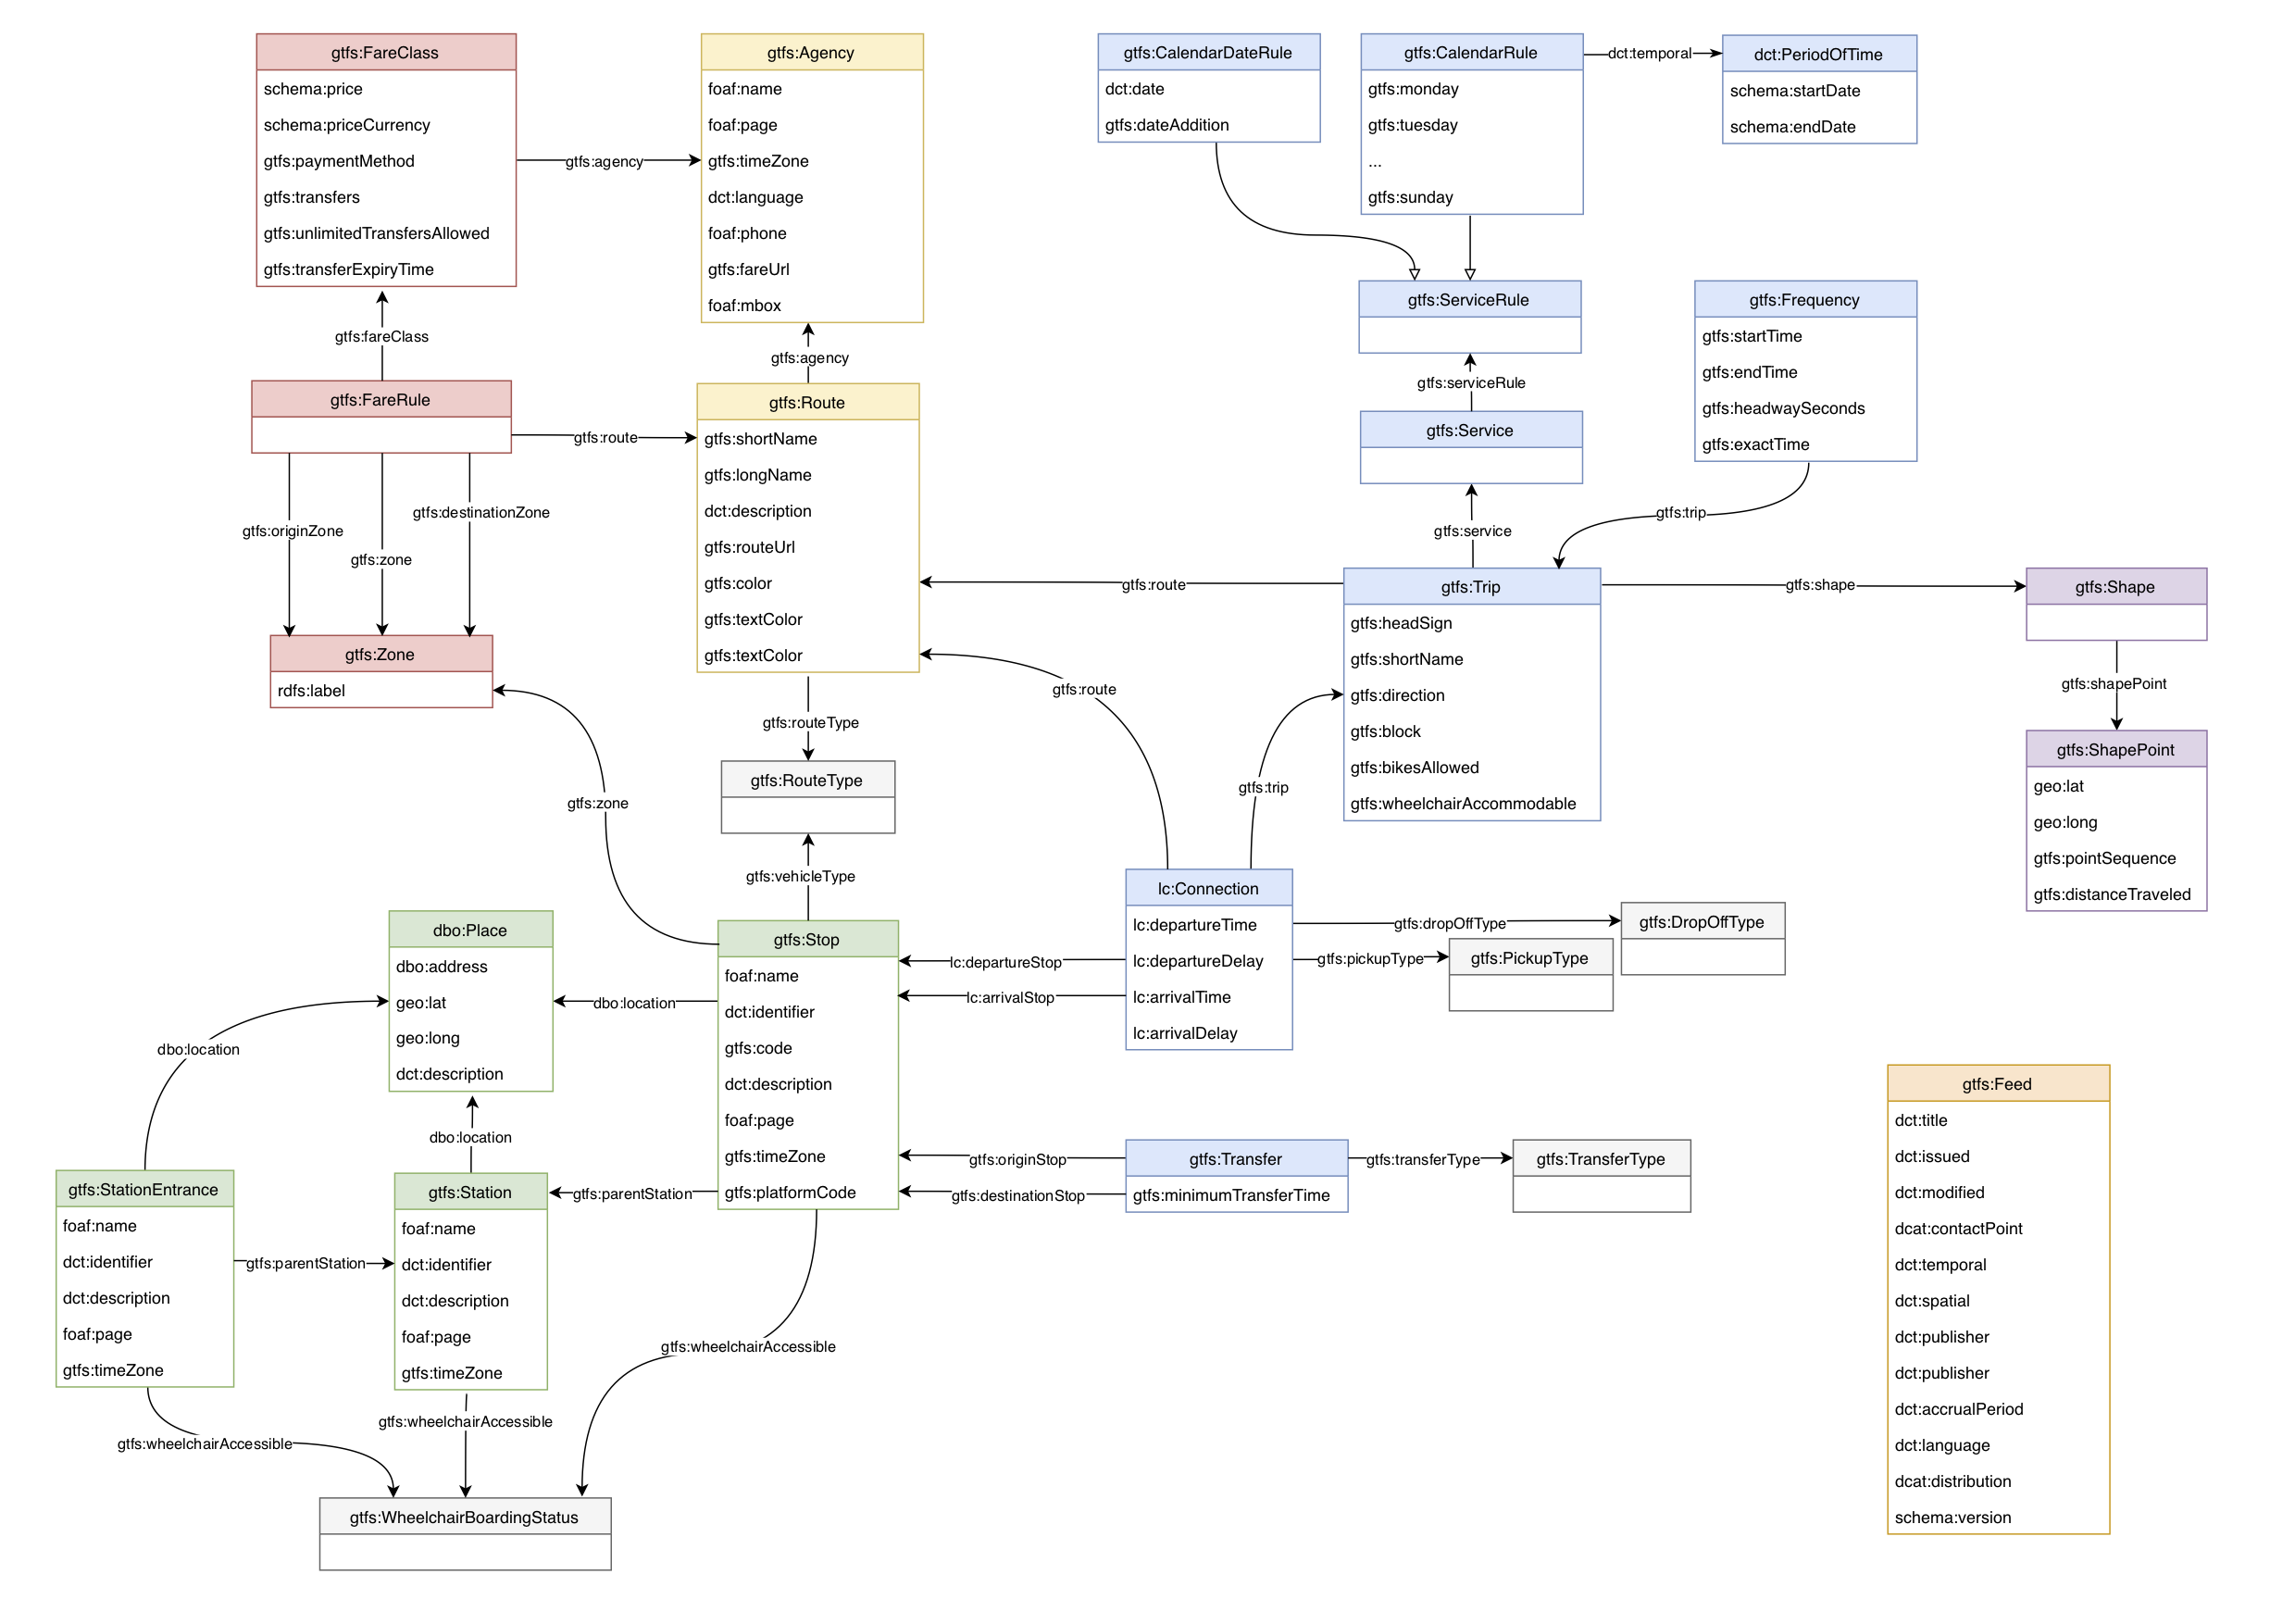 gtfs:FareClass
schema:price
schema:priceCurrency
gtfs:paymentMethod
gtfs:transfers
gtfs:unlimitedTransfersAllowed
gtfs:transferExpiryTime
gtfs:agency
gtfs:Agency
foaf:name
foaf:page
gtfs:timeZone
dct:language
foaf:phone
gtfs:fareUrl
foaf:mbox
gtfs:CalendarDateRule
dct:date
gtfs:dateAddition
gtfs:CalendarRule
gtfs:monday
gtfs:tuesday
...
gtfs:sunday
dct:temporal
dct:PeriodOfTime
schema:startDate
schema:endDate
gtfs:fareClass
gtfs:agency
gtfs:ServiceRule
gtfs:serviceRule
gtfs:Service
gtfs:service
gtfs:Frequency
gtfs:startTime
gtfs:endTime
gtfs:headwaySeconds
gtfs:exactTime
gtfs:trip
gtfs:FareRule
gtfs:route
gtfs:originZone
gtfs:zone
gtfs:destinationZone
gtfs:Zone
rdfs:label
gtfs:Route
gtfs:shortName
gtfs:longName
dct:description
gtfs:routeUrl
gtfs:color
gtfs:textColor
gtfs:textColor
gtfs:route
gtfs:route
gtfs:Trip
gtfs:headSign
gtfs:shortName
gtfs:direction
gtfs:block
gtfs:bikesAllowed
gtfs:wheelchairAccommodable
gtfs:shape
gtfs:Shape
gtfs:shapePoint
gtfs:ShapePoint
geo:lat
geo:long
gtfs:pointSequence
gtfs:distanceTraveled
gtfs:routeType
gtfs:RouteType
gtfs:zone
gtfs:trip
gtfs:vehicleType
lc:Connection
lc:departureTime
lc:departureDelay
lc:arrivalTime
lc:arrivalDelay
gtfs:dropOffType
gtfs:DropOffType
gtfs:pickupType
gtfs:PickupType
dbo:Place
dbo:address
geo:lat
geo:long
dct:description
dbo:location
gtfs:Stop
foaf:name
dct:identifier
gtfs:code
dct:description
foaf:page
gtfs:timeZone
gtfs:platformCode
lc:departureStop
lc:arrivalStop
dbo:location
dbo:location
gtfs:originStop
gtfs:destinationStop
gtfs:Transfer
gtfs:minimumTransferTime
gtfs:transferType
gtfs:TransferType
gtfs:StationEntrance
foaf:name
dct:identifier
dct:description
foaf:page
gtfs:timeZone
gtfs:parentStation
gtfs:Station
foaf:name
dct:identifier
dct:description
foaf:page
gtfs:timeZone
gtfs:parentStation
gtfs:wheelchairAccessible
gtfs:wheelchairAccessible
gtfs:wheelchairAccessible
gtfs:WheelchairBoardingStatus
gtfs:Feed
dct:title
dct:issued
dct:modified
dcat:contactPoint
dct:temporal
dct:spatial
dct:publisher
dct:publisher
dct:accrualPeriod
dct:language
dcat:distribution
schema:version